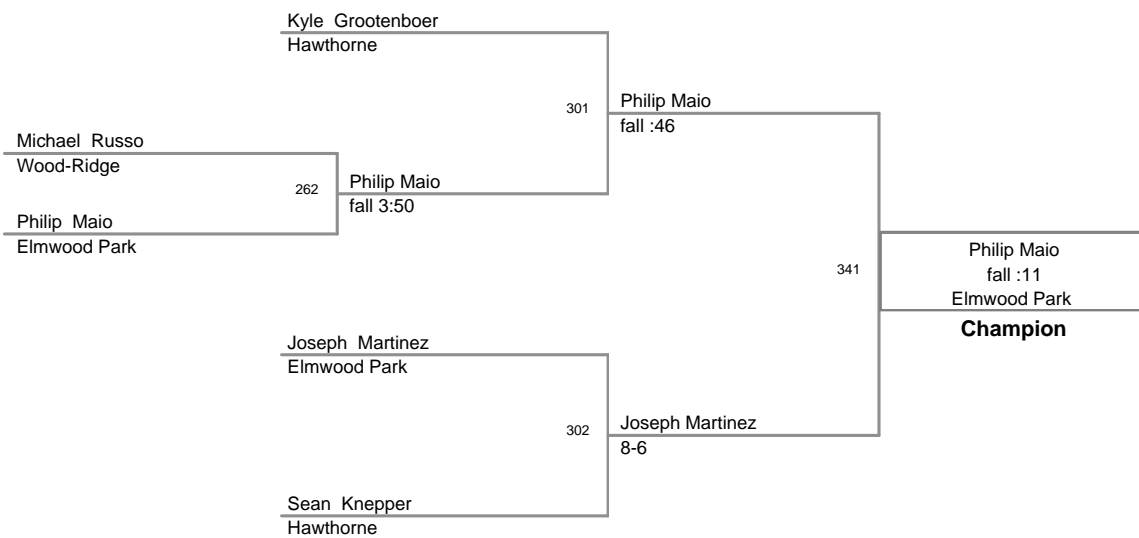 Kyle Grootenboer
Hawthorne
301
Philip Maio
fall :46
Michael Russo
Wood-Ridge
262
Philip Maio
fall 3:50
Philip Maio
Elmwood Park
341
Philip Maio
fall :11
Elmwood Park
Champion
Joseph Martinez
Elmwood Park
302
Joseph Martinez
8-6
Sean Knepper
Hawthorne